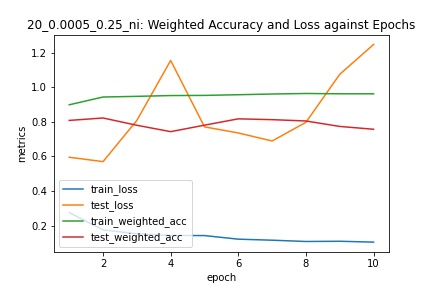 20_0.0005_0.25_ni: Weighted Accuracy and Loss against Epochs
1.2
1.0
0.8
0.6
0.4
0.2
metrics
train_loss
test_loss
train_weighted_acc
test_weighted_acc
2 4 6 8 10
epoch